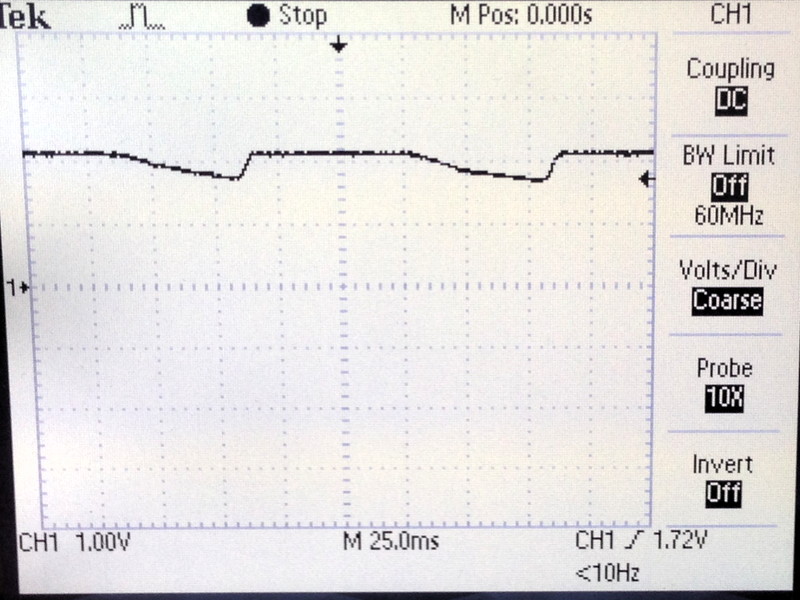 Tek Stop M Pos: 0.000s CH1
Coupling
DC
BW Limit
Off
60MHz
1
Volts/Div
Coarse
Probe
10X
Invert
Off
CH1 1.00V M 25.0ms CH1 1.72V
<10Hz